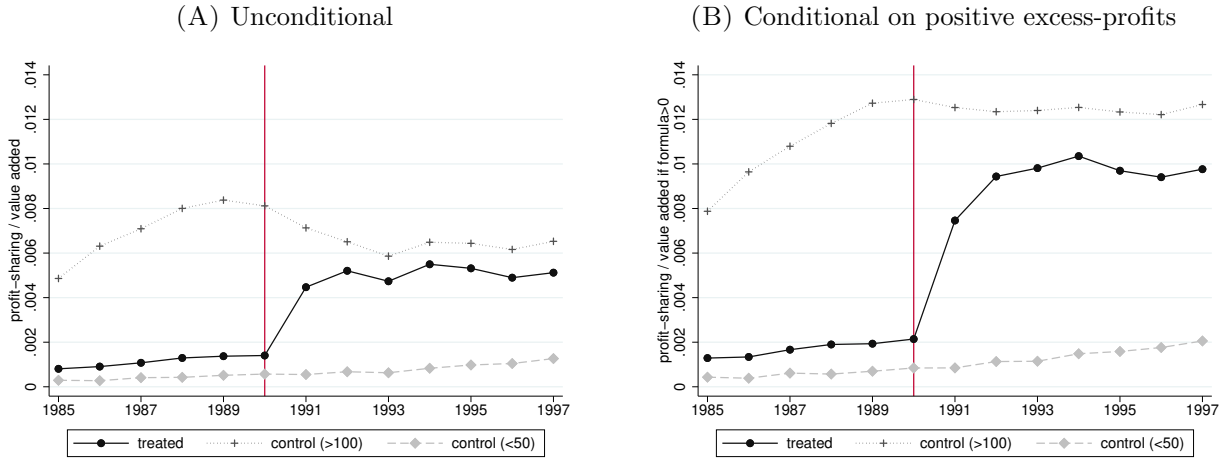 (A) Unconditional
profit−sharing / value added
.014
.012
.01
.008
.006
.004
.002
0
1985 1987 1989 1991 1993 1995 1997
treated control (>100) control (<50)
(B) Conditional on positive excess-profits
profit−sharing / value added if formula>0
.014
.012
.01
.008
.006
.004
.002
0
1985 1987 1989 1991 1993 1995 1997
treated control (>100) control (<50)